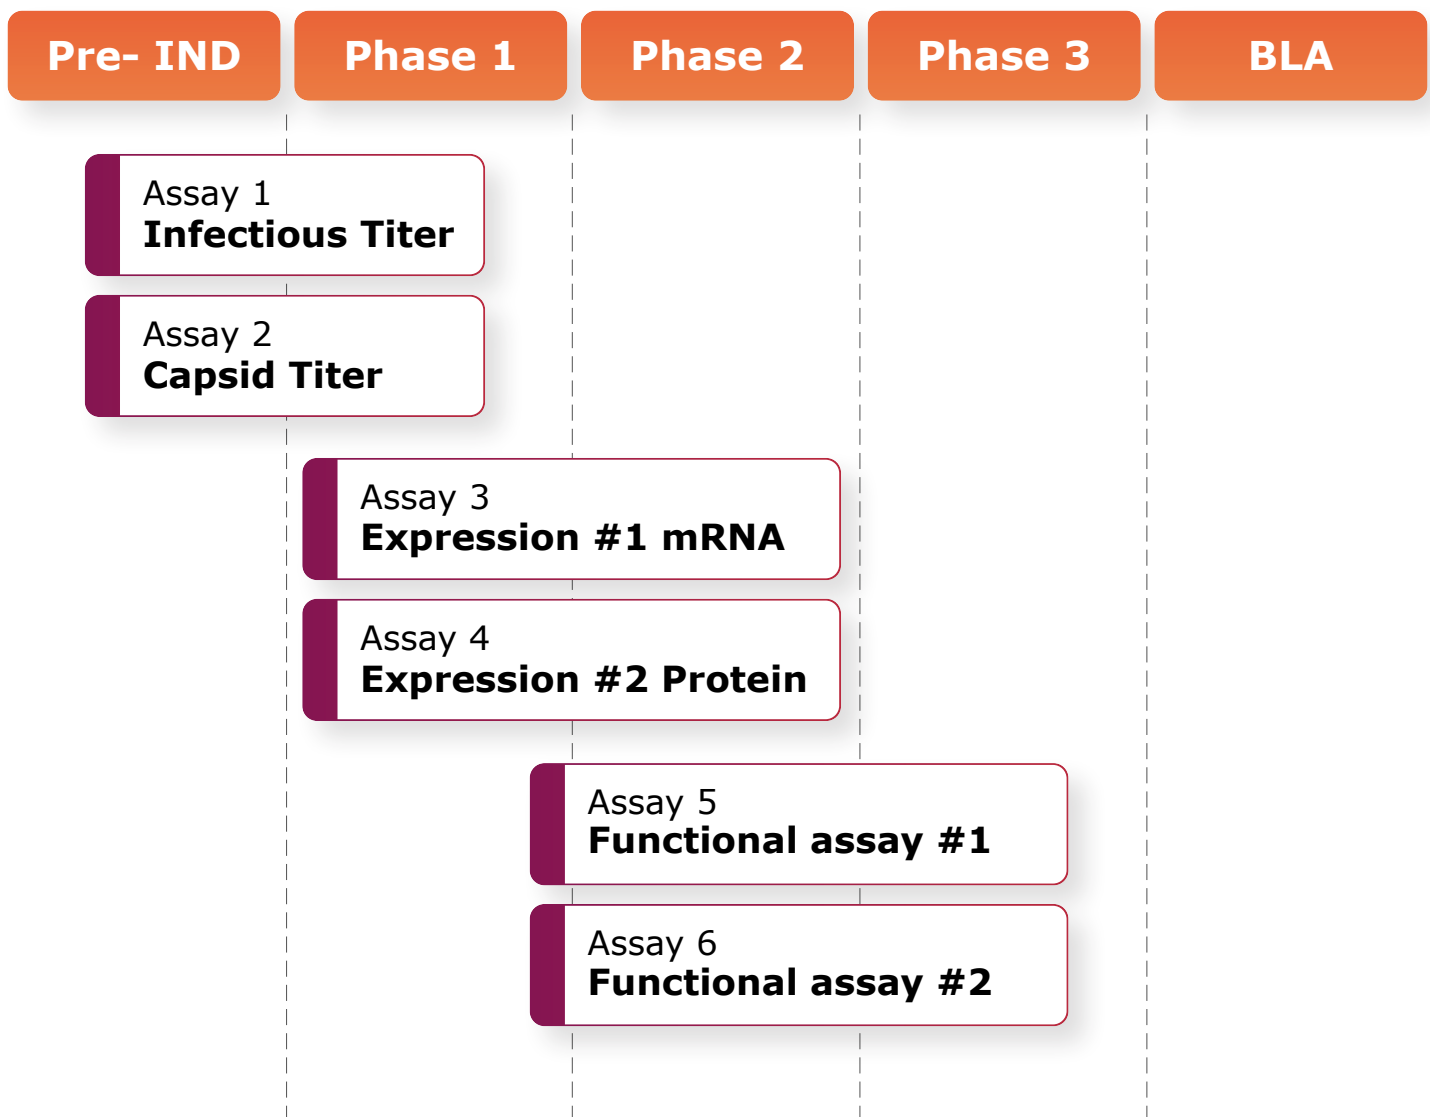 Pre- IND
Phase 1
Phase 2
Phase 3
BLA
Assay 1
Infectious Titer
Assay 2
Capsid Titer
Assay 3
Expression #1 mRNA
Assay 4
Expression #2 Protein
Assay 5
Functional assay #1
Assay 6
Functional assay #2